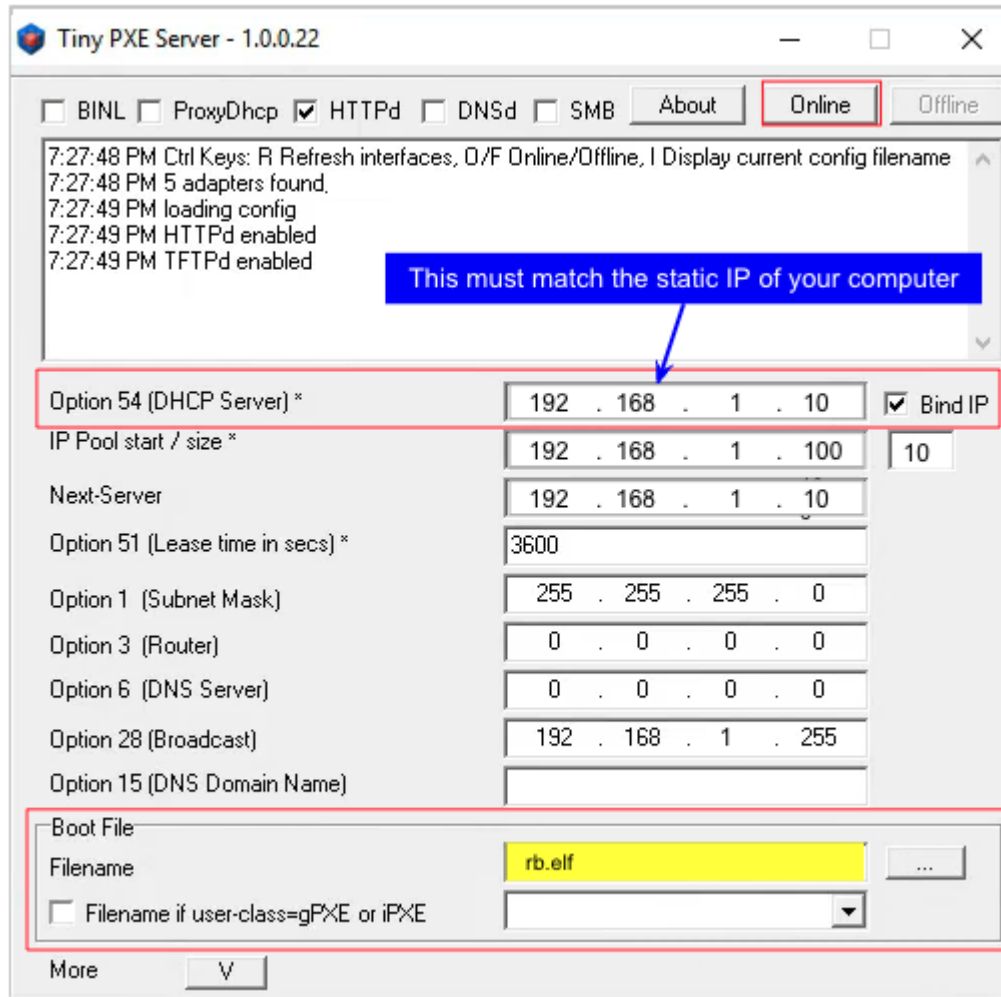 Tiny PXE Server - 1.0.0.22
BINL ProxyDhcp HTTPd DNSd SMB About Online Offline
7:27:48 PM Ctrl Keys: R Refresh interfaces, O/F Online/Offline, I Display current config filename
7:27:48 PM 5 adapters found.
7:27:49 PM loading config
7:27:49 PM HTTPd enabled
7:27:49 PM TFTPd enabled
This must match the static IP of your computer
Option 54 (DHCP Server) * 192 . 168 . 1 . 10 Bind IP
IP Pool start / size * 192 . 168 . 1 . 100 10
Next-Server 192 . 168 . 1 . 10
Option 51 (Lease time in secs) * 3600
Option 1 (Subnet Mask) 255 . 255 . 255 . 0
Option 3 (Router) 0 . 0 . 0 . 0
Option 6 (DNS Server) 0 . 0 . 0 . 0
Option 28 (Broadcast) 192 . 168 . 1 . 255
Option 15 (DNS Domain Name)
Boot File
Filename rb.elf ...
Filename if user-class=gPXE or iPXE
More V